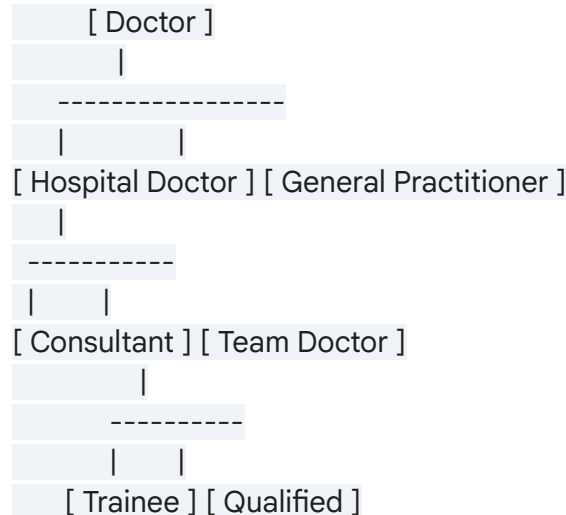 [ Doctor ]
|
-----------------
| |
[ Hospital Doctor ] [ General Practitioner ]
|
-----------
| |
[ Consultant ] [ Team Doctor ]
|
----------
| |
[ Trainee ] [ Qualified ]